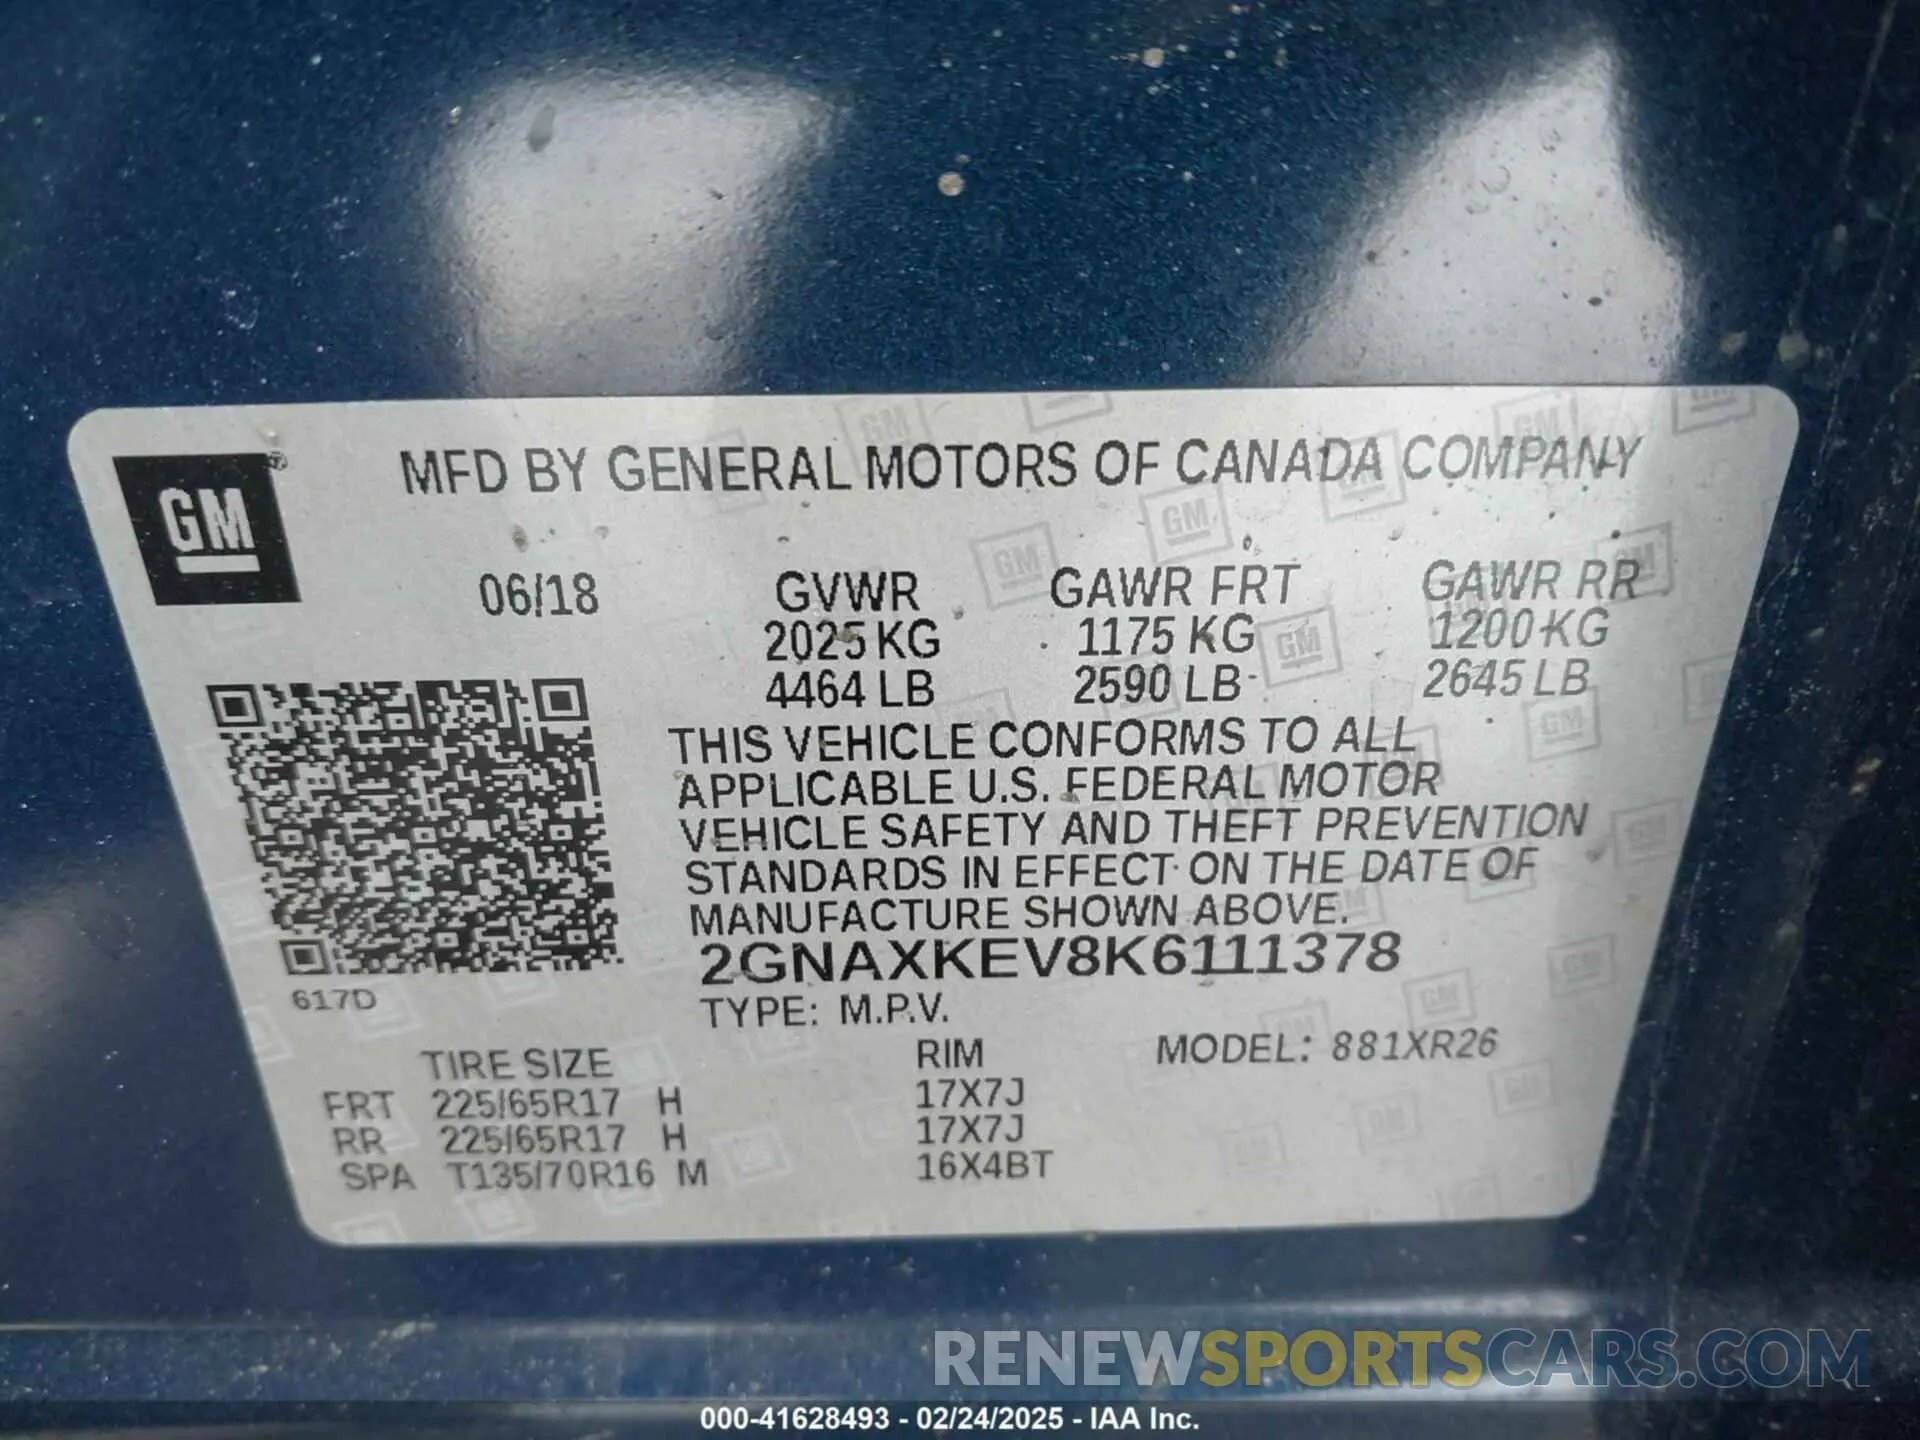 GM
MFD BY GENERAL MOTORS OF CANADA COMPANY
06/18 GVWR GAWR FRT GAWR RR
2025 KG 1175 KG 1200 KG
4464 LB 2590 LB 2645 LB
THIS VEHICLE CONFORMS TO ALL
APPLICABLE U.S. FEDERAL MOTOR
VEHICLE SAFETY AND THEFT PREVENTION
STANDARDS IN EFFECT ON THE DATE OF
MANUFACTURE SHOWN ABOVE.
2GNAXKEV8K6111378
617D
TYPE: M.P.V.
TIRE SIZE RIM MODEL: 881XR26
FRT 225/65R17 H 17X7J
RR 225/65R17 H 17X7J
SPA T135/70R16 M 16X4BT
RENEWSPORTSCARS.COM
000-41628493 - 02/24/2025 - IAA Inc.